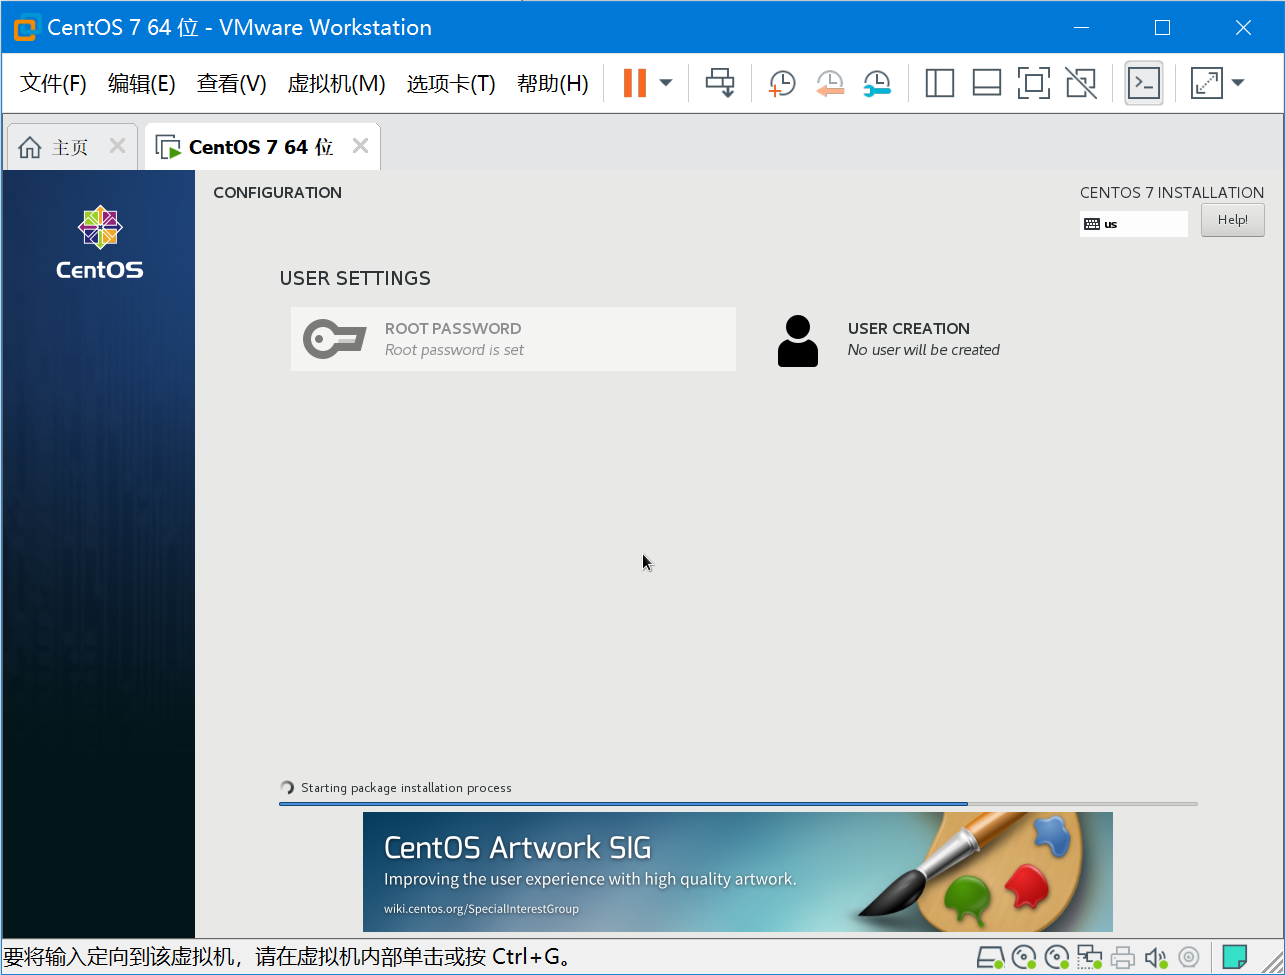 CentOS 7 64 位 - VMware Workstation
文件(F) 编辑(E) 查看(V) 虚拟机(M) 选项卡(T) 帮助(H)
主页 CentOS 7 64 位
CentOS
CONFIGURATION
CENTOS 7 INSTALLATION
us
Help!
USER SETTINGS
ROOT PASSWORD
Root password is set
USER CREATION
No user will be created
Starting package installation process
CentOS Artwork SIG
Improving the user experience with high quality artwork.
wiki.centos.org/SpecialInterestGroup
要将输入定向到该虚拟机，请在虚拟机内部单击或按 Ctrl+G。